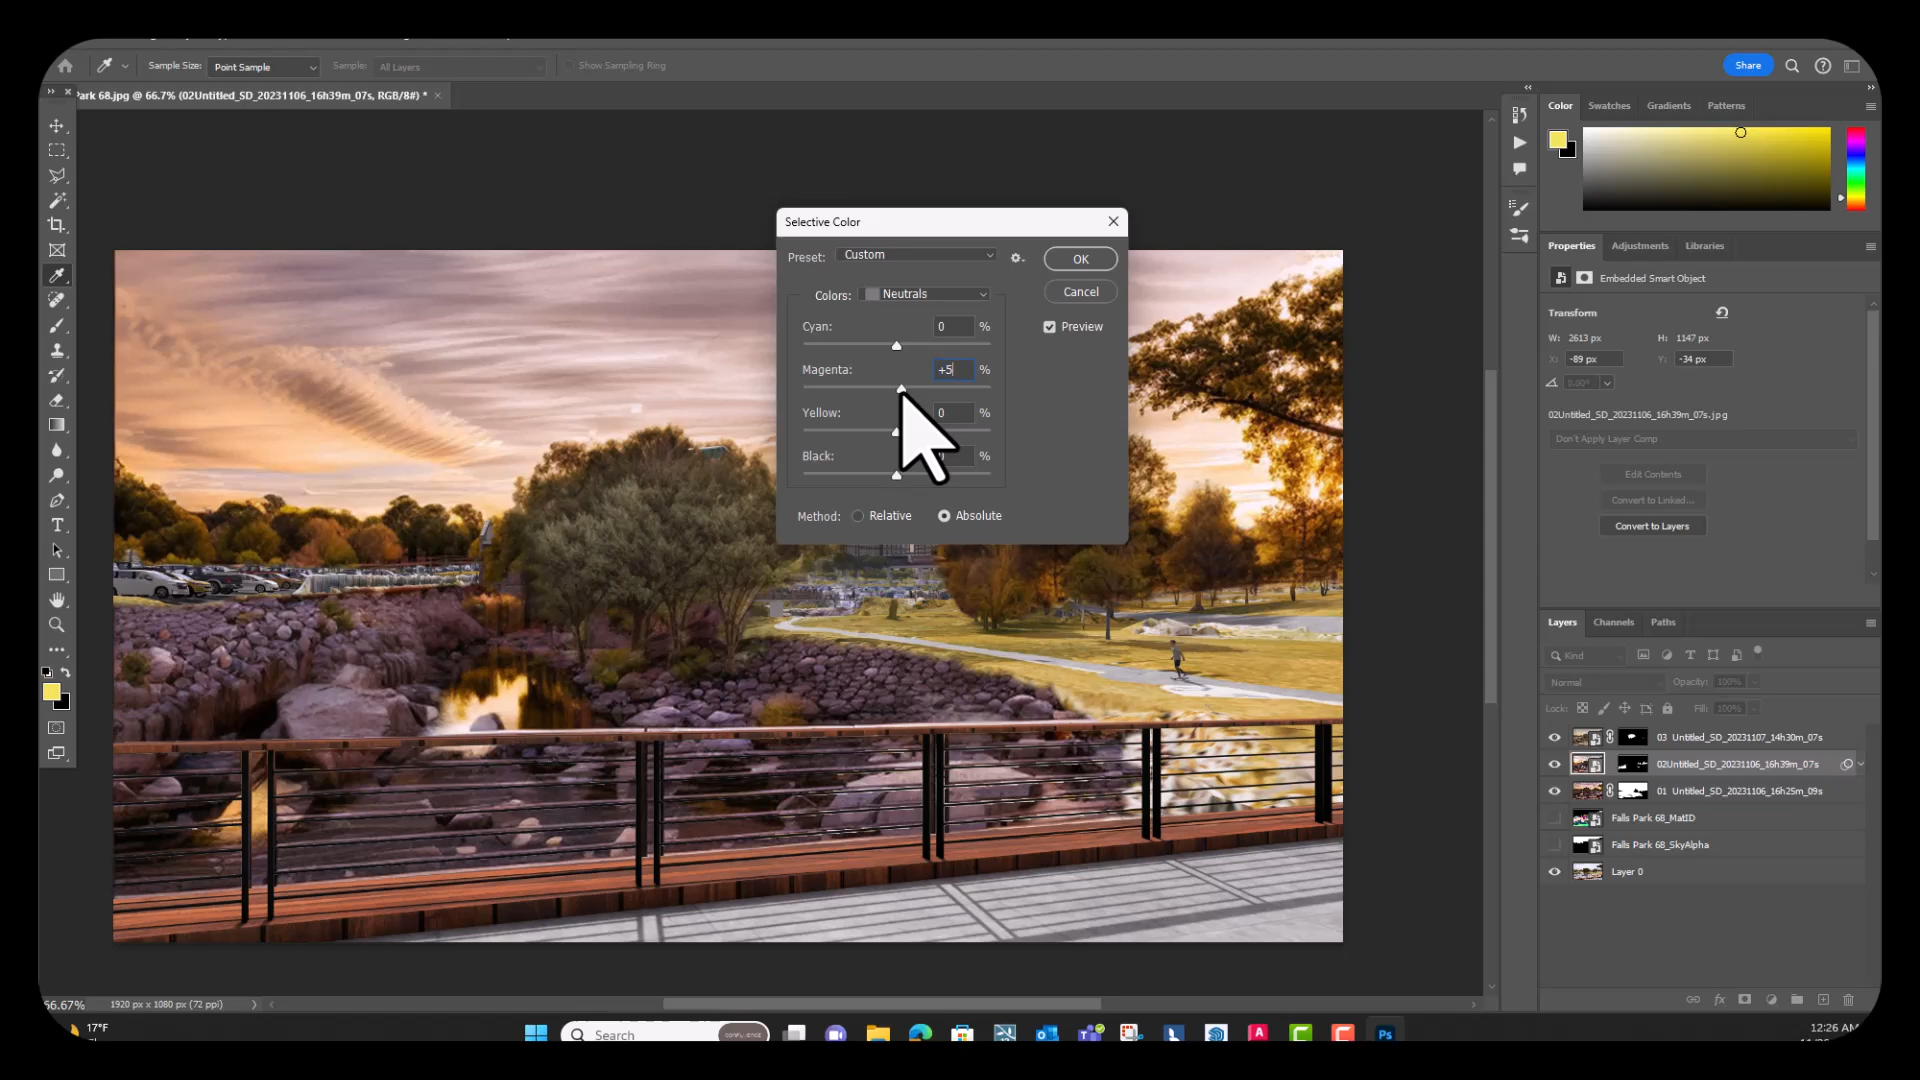 Sample Size: Point Sample Sample: All Layers Show Sampling Ring Share
Park 68.jpg @ 66.7% (02Untitled_SD_20231106_16h39m_07s, RGB/8#) * ×
Color Swatches Gradients Patterns
Selective Color
Preset: Custom OK
Colors: Neutrals Cancel
Cyan: 0 % Preview
Magenta: +5 %
Yellow: 0 %
Black: %
Method: Relative Absolute
Properties Adjustments Libraries
Embedded Smart Object
Transform
W: 2613 px H: 1147 px
X: -89 px Y: -34 px
0.00°
02Untitled_SD_20231106_16h39m_07s.jpg
Don't Apply Layer Comp
Edit Contents
Convert to Linked...
Convert to Layers
Layers Channels Paths
Kind
Normal Opacity: 100%
Lock: Fill: 100%
03 Untitled_SD_20231107_14h30m_07s
02Untitled_SD_20231106_16h39m_07s
01 Untitled_SD_20231106_16h25m_09s
Falls Park 68_MatID
Falls Park 68_SkyAlpha
Layer 0
66.67% 1920 px x 1080 px (72 ppi)
17°F
Search
12:26 AM